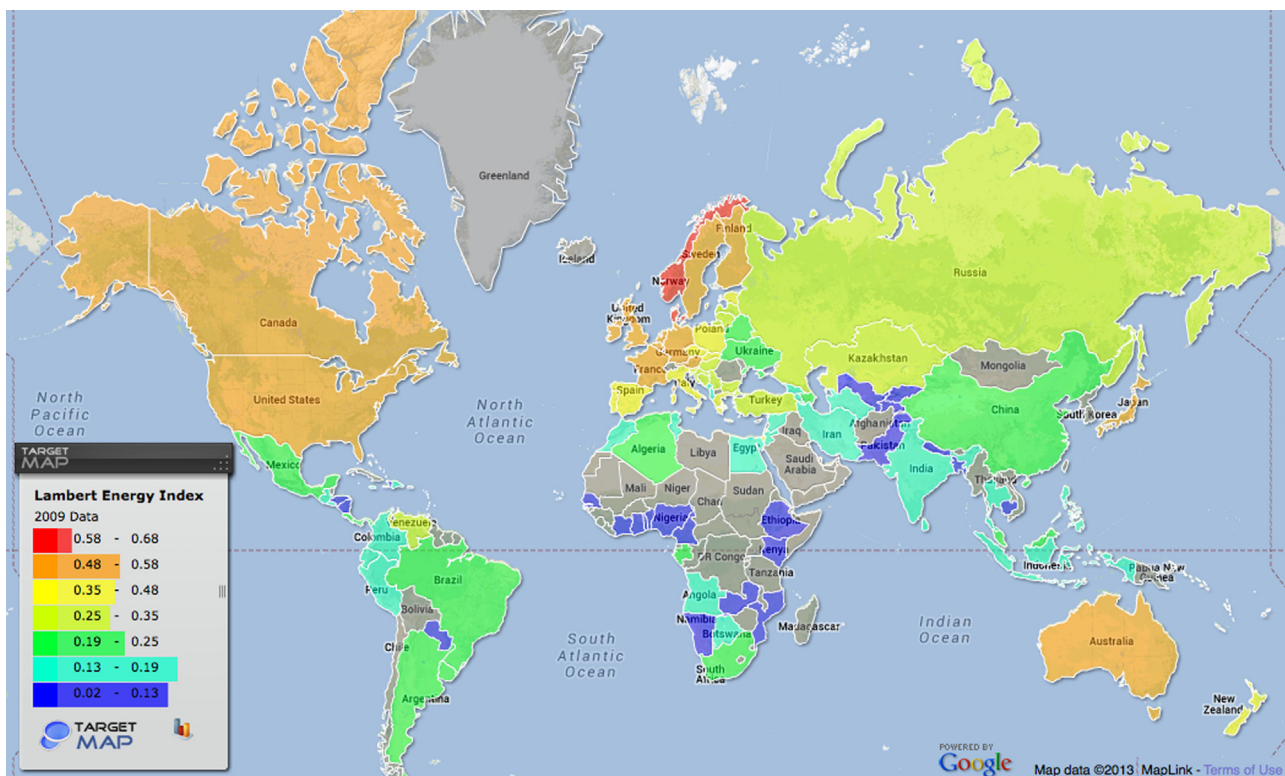 Greenland
Iceland
Finland
Sweden
Norway
Russia
United
Kingdom
Canada
Poland
Germany
Ukraine
France
Kazakhstan
Mongolia
Italy
Spain
Turkey
United States
China
Japan
South Korea
North
Pacific
Ocean
North
Atlantic
Ocean
Iraq
Iran
Afghanistan
Pakistan
Algeria
Libya
Egypt
Saudi
Arabia
India
Mexico
Mali
Niger
Chad
Sudan
Thailand
Nigeria
Ethiopia
Venezuela
Colombia
DR Congo
Kenya
Tanzania
Indonesia
Papua New
Guinea
Brazil
Peru
Angola
Bolivia
Namibia
Botswana
Madagascar
Indian
Ocean
Australia
Chile
South
Atlantic
Ocean
South
Africa
Argentina
New
Zealand
TARGET
MAP
Lambert Energy Index
2009 Data
0.58 - 0.68
0.48 - 0.58
0.35 - 0.48
0.25 - 0.35
0.19 - 0.25
0.13 - 0.19
0.02 - 0.13
TARGET
MAP
POWERED BY
Google
Map data ©2013 MapLink - Terms of Use